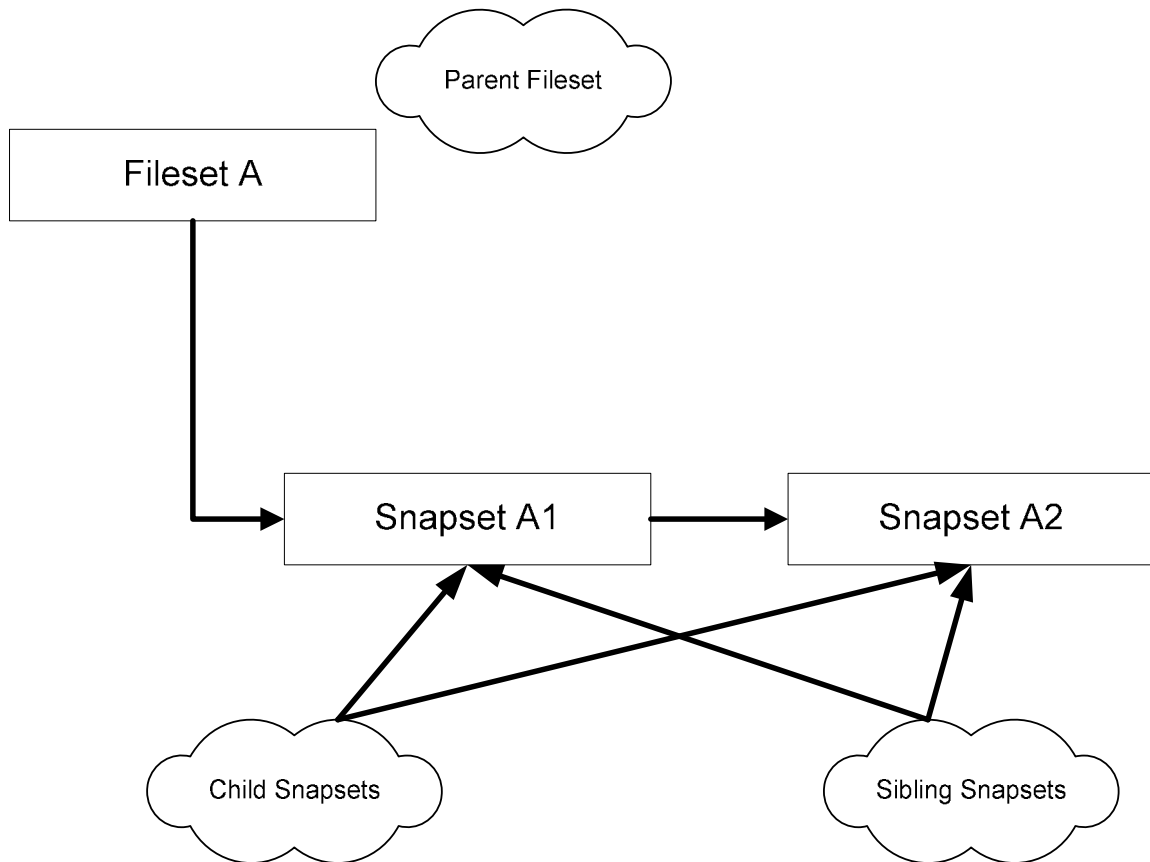 Parent Fileset
Fileset A
Snapset A1
Snapset A2
Child Snapsets
Sibling Snapsets